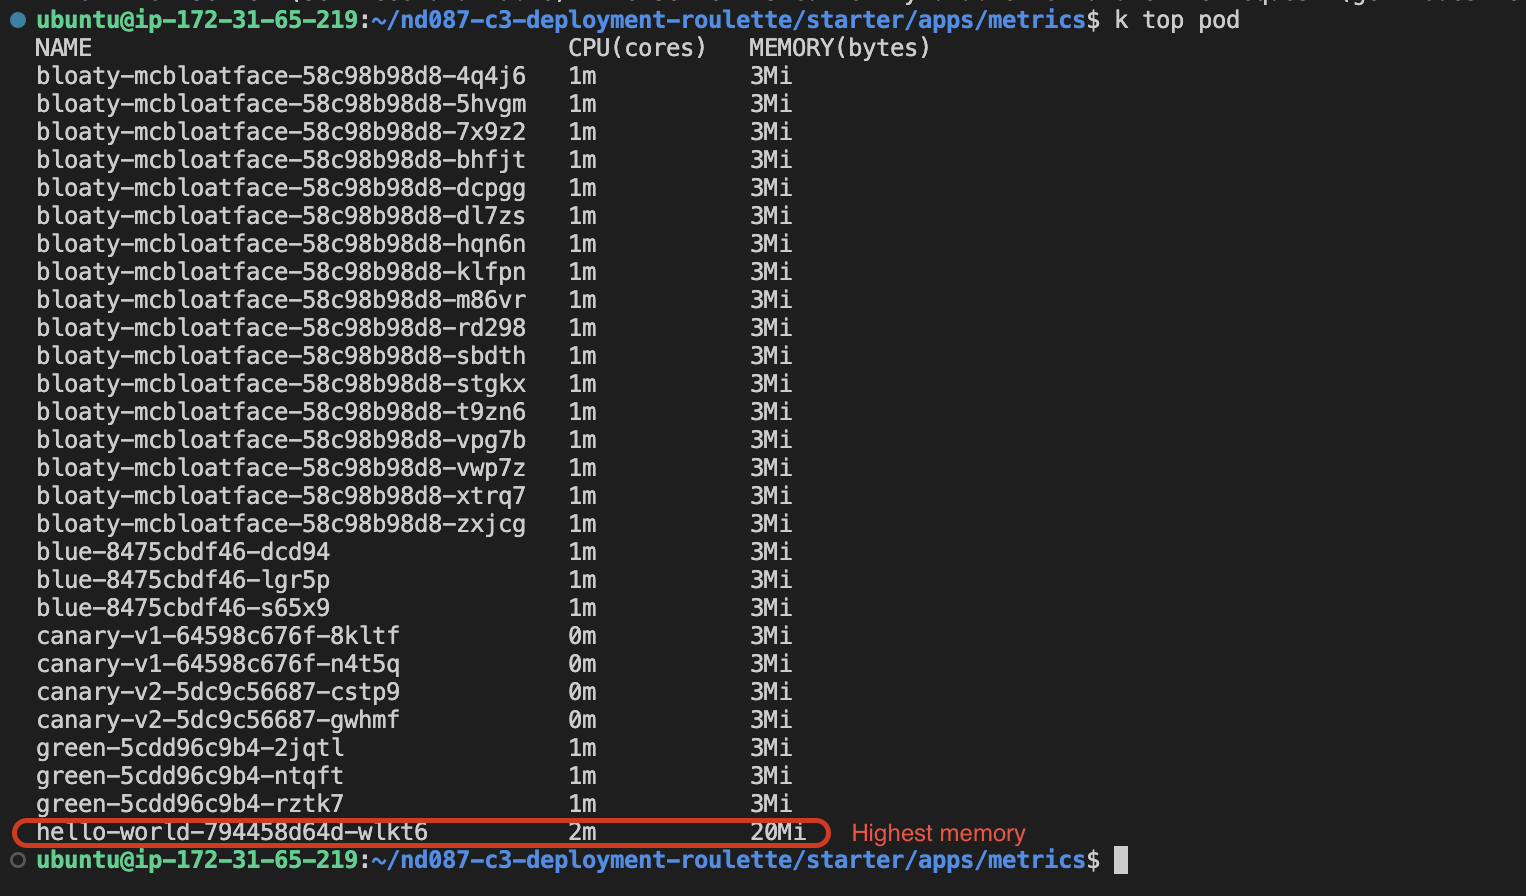 ubuntu@ip-172-31-65-219:~/nd087-c3-deployment-roulette/starter/apps/metrics$ k top pod
NAME CPU(cores) MEMORY(bytes)
bloaty-mcbloatface-58c98b98d8-4q4j6 1m 3Mi
bloaty-mcbloatface-58c98b98d8-5hvgm 1m 3Mi
bloaty-mcbloatface-58c98b98d8-7x9z2 1m 3Mi
bloaty-mcbloatface-58c98b98d8-bhfjt 1m 3Mi
bloaty-mcbloatface-58c98b98d8-dcpgg 1m 3Mi
bloaty-mcbloatface-58c98b98d8-dl7zs 1m 3Mi
bloaty-mcbloatface-58c98b98d8-hqn6n 1m 3Mi
bloaty-mcbloatface-58c98b98d8-klfpn 1m 3Mi
bloaty-mcbloatface-58c98b98d8-m86vr 1m 3Mi
bloaty-mcbloatface-58c98b98d8-rd298 1m 3Mi
bloaty-mcbloatface-58c98b98d8-sbdth 1m 3Mi
bloaty-mcbloatface-58c98b98d8-stgkx 1m 3Mi
bloaty-mcbloatface-58c98b98d8-t9zn6 1m 3Mi
bloaty-mcbloatface-58c98b98d8-vpg7b 1m 3Mi
bloaty-mcbloatface-58c98b98d8-vwp7z 1m 3Mi
bloaty-mcbloatface-58c98b98d8-xtrq7 1m 3Mi
bloaty-mcbloatface-58c98b98d8-zxjcg 1m 3Mi
blue-8475cbdf46-dcd94 1m 3Mi
blue-8475cbdf46-lgr5p 1m 3Mi
blue-8475cbdf46-s65x9 1m 3Mi
canary-v1-64598c676f-8kltf 0m 3Mi
canary-v1-64598c676f-n4t5q 0m 3Mi
canary-v2-5dc9c56687-cstp9 0m 3Mi
canary-v2-5dc9c56687-gwhmf 0m 3Mi
green-5cdd96c9b4-2jqtl 1m 3Mi
green-5cdd96c9b4-ntqft 1m 3Mi
green-5cdd96c9b4-rztk7 1m 3Mi
hello-world-794458d64d-wlkt6 2m 20Mi Highest memory
ubuntu@ip-172-31-65-219:~/nd087-c3-deployment-roulette/starter/apps/metrics$